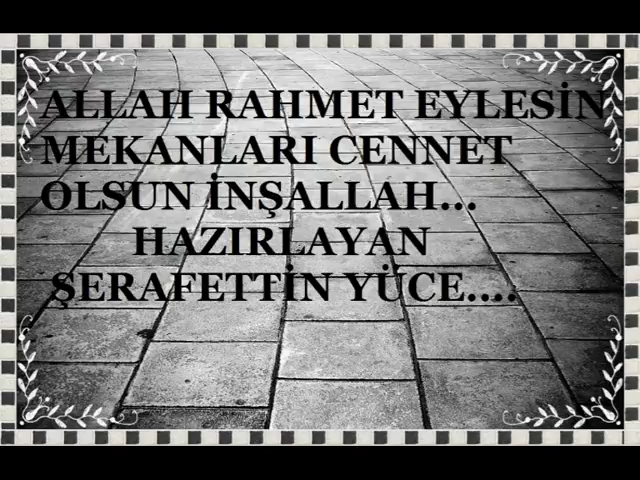 ALLAH RAHMET EYLESİN
MEKANLARI CENNET
OLSUN İNŞALLAH...
HAZIRLAYAN
ŞERAFETTİN YÜCE....